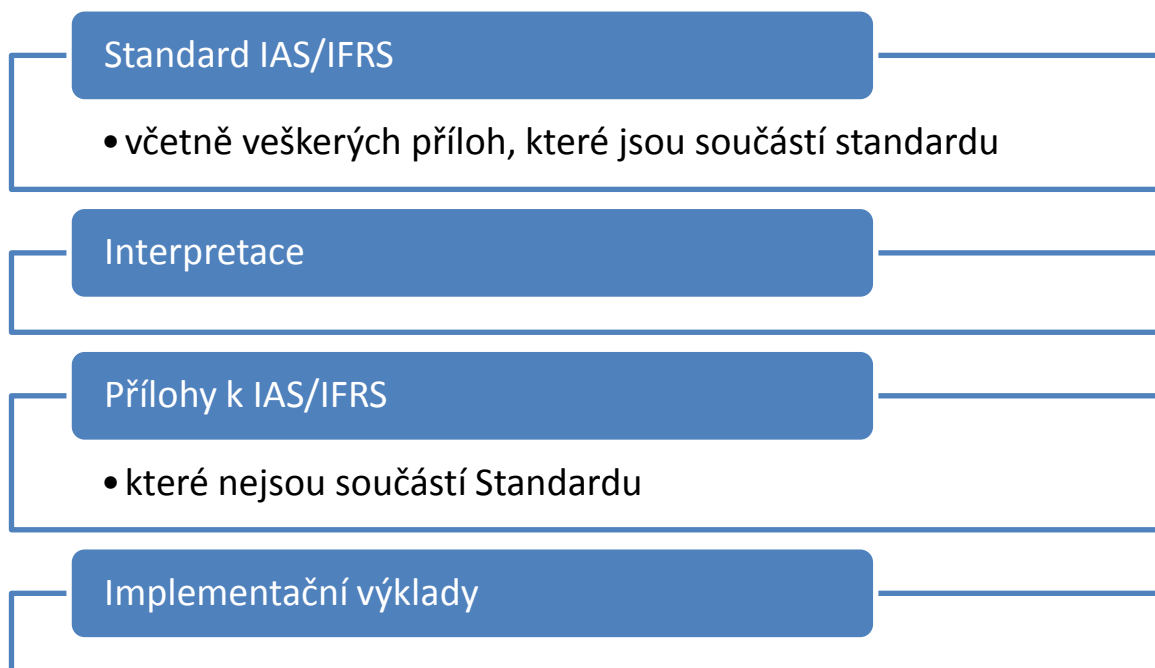 Standard IAS/IFRS
•včetně veškerých příloh, které jsou součástí standardu
Interpretace
Přílohy k IAS/IFRS
•které nejsou součástí Standardu
Implementační výklady